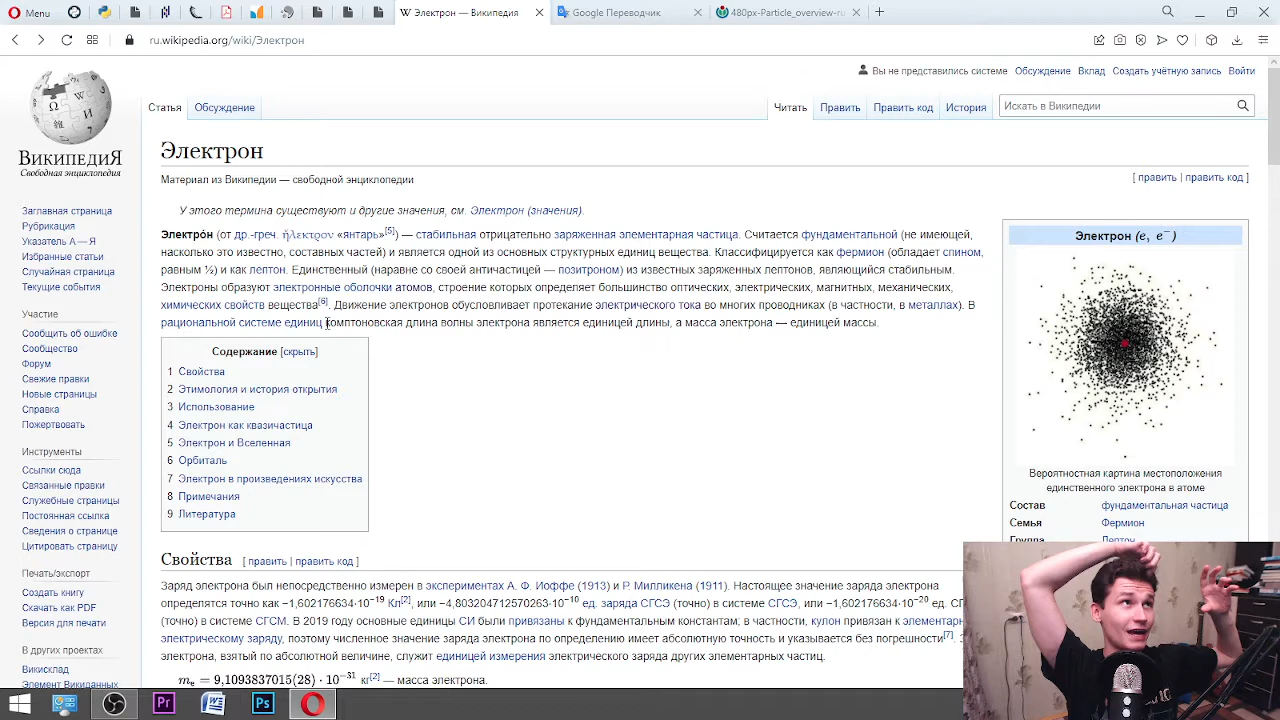 Menu
Электрон — Википедия
Google Переводчик
480px-Particle_overview-ru
ru.wikipedia.org/wiki/Электрон
Вы не представились системе Обсуждение Вклад Создать учётную запись Войти
Статья Обсуждение Читать Править Править код История Искать в Википедии
ВикипедиЯ
Свободная энциклопедия
Заглавная страница
Рубрикация
Указатель А — Я
Избранные статьи
Случайная страница
Текущие события
Участие
Сообщить об ошибке
Сообщество
Форум
Свежие правки
Новые страницы
Справка
Пожертвовать
Инструменты
Ссылки сюда
Связанные правки
Служебные страницы
Постоянная ссылка
Сведения о странице
Цитировать страницу
Печать/экспорт
Создать книгу
Скачать как PDF
Версия для печати
В других проектах
Викисклад
Элемент Викиданных
Электрон
Материал из Википедии — свободной энциклопедии
[ править | править код ]
У этого термина существуют и другие значения, см. Электрон (значения).
Электро́н (от др.-греч. ἤλεκτρον «янтарь»[5]) — стабильная отрицательно заряженная элементарная частица. Считается фундаментальной (не имеющей,
насколько это известно, составных частей) и является одной из основных структурных единиц вещества. Классифицируется как фермион (обладает спином,
равным ½) и как лептон. Единственный (наравне со своей античастицей — позитроном) из известных заряженных лептонов, являющийся стабильным.
Электроны образуют электронные оболочки атомов, строение которых определяет большинство оптических, электрических, магнитных, механических,
химических свойств вещества[6]. Движение электронов обусловливает протекание электрического тока во многих проводниках (в частности, в металлах). В
рациональной системе единиц комптоновская длина волны электрона является единицей длины, а масса электрона — единицей массы.
Содержание [скрыть]
1 Свойства
2 Этимология и история открытия
3 Использование
4 Электрон как квазичастица
5 Электрон и Вселенная
6 Орбиталь
7 Электрон в произведениях искусства
8 Примечания
9 Литература
Свойства [ править | править код ]
Заряд электрона был непосредственно измерен в экспериментах А. Ф. Иоффе (1913) и Р. Милликена (1911). Настоящее значение заряда электрона
определятся точно как −1,602176634·10−19 Кл[2], или −4,803204712570263·10−10 ед. заряда СГСЭ (точно) в системе СГСЭ, или −1,602176634·10−20 ед. СГ
(точно) в системе СГСМ. В 2019 году основные единицы СИ были привязаны к фундаментальным константам; в частности, кулон привязан к элементарн
электрическому заряду, поэтому численное значение заряда электрона по определению имеет абсолютную точность и указывается без погрешности[7].
электрона, взятый по абсолютной величине, служит единицей измерения электрического заряда других элементарных частиц.
mₑ = 9,1093837015(28) · 10−31 кг[2] — масса электрона.
Электрон (e, e−)
Вероятностная картина местоположения
единственного электрона в атоме
Состав фундаментальная частица
Семья Фермион
Группа Лептон
Pr
Ps